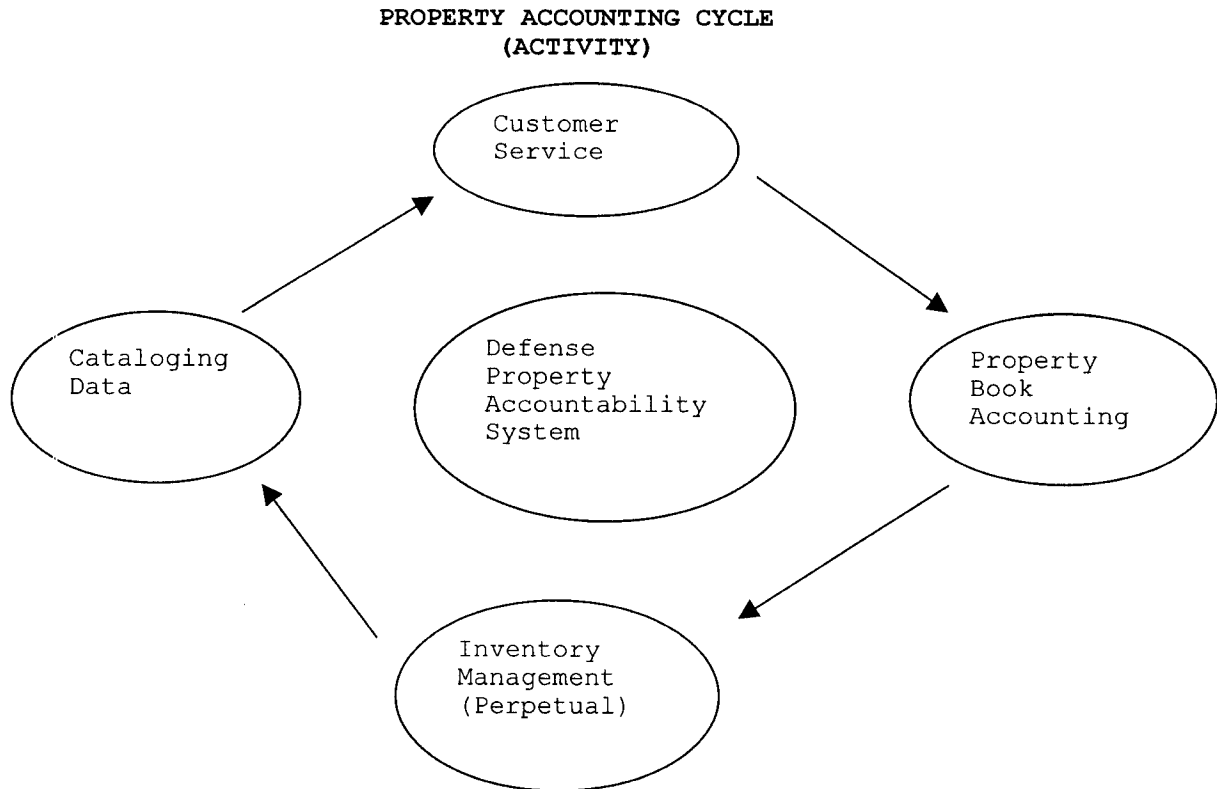 PROPERTY ACCOUNTING CYCLE
(ACTIVITY)
Customer
Service
Cataloging
Data
Defense
Property
Accountability
System
Property
Book
Accounting
Inventory
Management
(Perpetual)